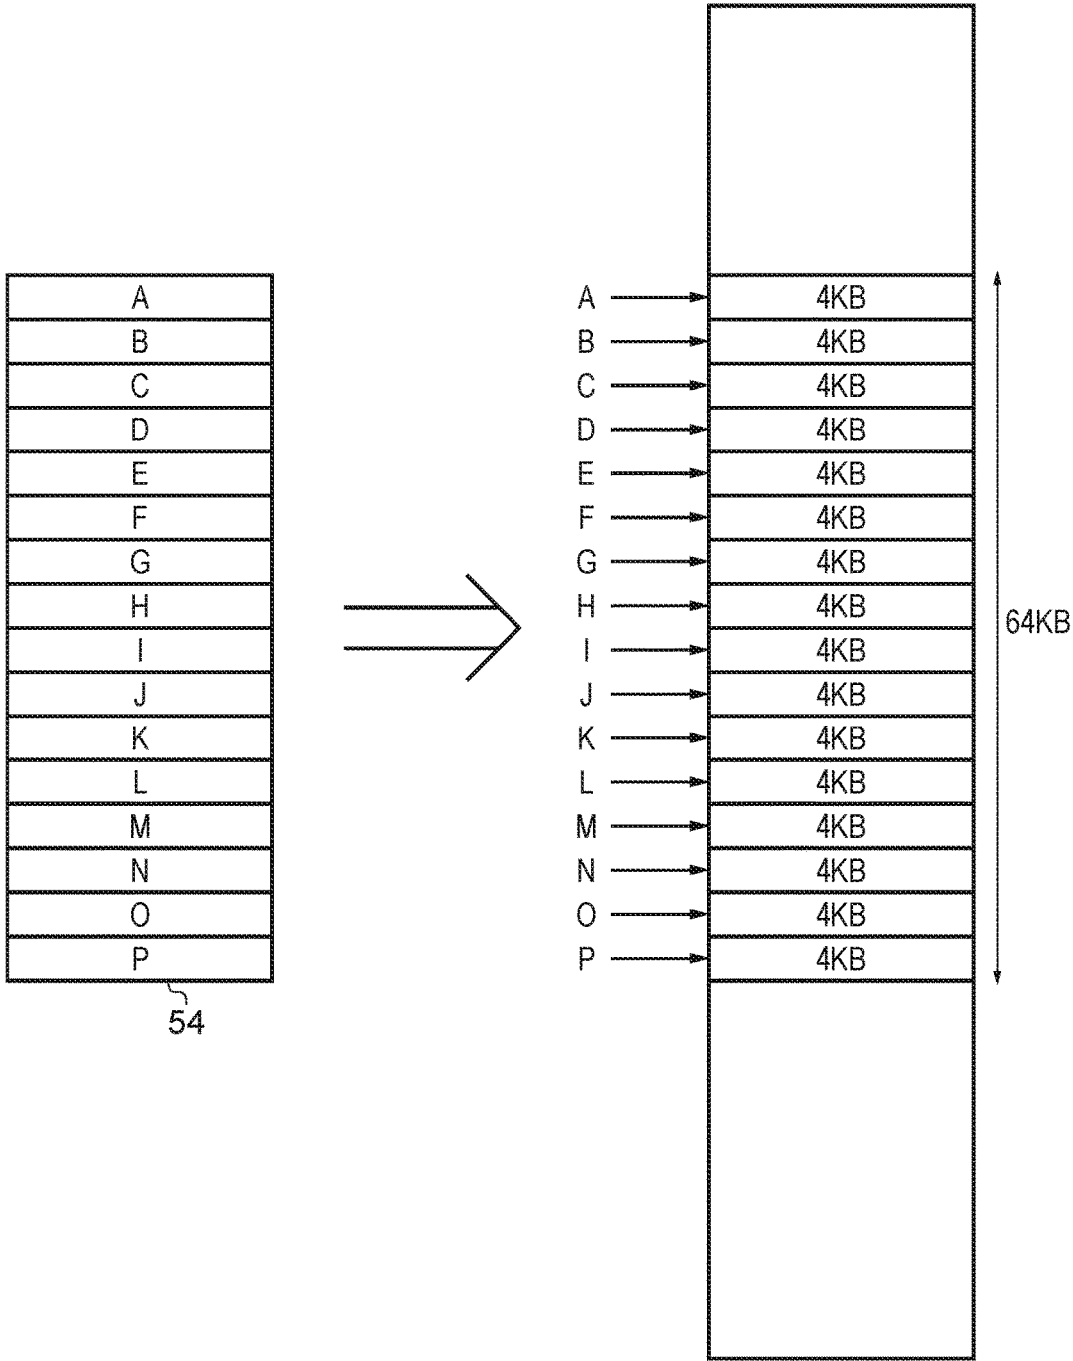 A
B
C
D
E
F
G
H
I
J
K
L
M
N
O
P
54
A 4KB
B 4KB
C 4KB
D 4KB
E 4KB
F 4KB
G 4KB
H 4KB
I 4KB
J 4KB
K 4KB
L 4KB
M 4KB
N 4KB
O 4KB
P 4KB
64KB